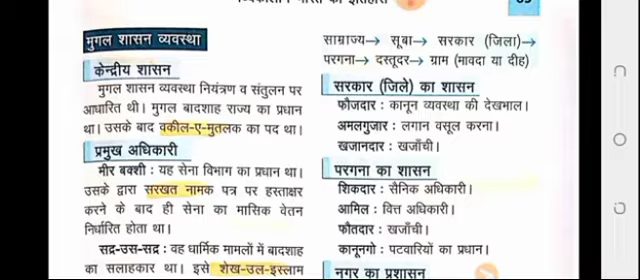 मुगल शासन व्यवस्था
केन्द्रीय शासन
मुगल शासन व्यवस्था नियंत्रण व संतुलन पर
आधारित थी। मुगल बादशाह राज्य का प्रधान
था। उसके बाद वकील-ए-मुतलक का पद था।
प्रमुख अधिकारी
मीर बक्शी : यह सेना विभाग का प्रधान था।
उसके द्वारा सरखत नामक पत्र पर हस्ताक्षर
करने के बाद ही सेना का मासिक वेतन
निर्धारित होता था।
सद्र-उस-सद्र : वह धार्मिक मामलों में बादशाह
का सलाहकार था। इसे शेख-उल-इस्लाम
साम्राज्य→ सूबा→ सरकार (जिला)→
परगना→ दस्तूदर→ ग्राम (मावदा या दीह)
सरकार (जिले) का शासन
फौजदार : कानून व्यवस्था की देखभाल।
अमलगुजार : लगान वसूल करना।
खजानदार : खजाँची।
परगना का शासन
शिकदार : सैनिक अधिकारी।
आमिल : वित्त अधिकारी।
फौतदार : खजाँची।
कानूनगो : पटवारियों का प्रधान।
नगर का प्रशासन